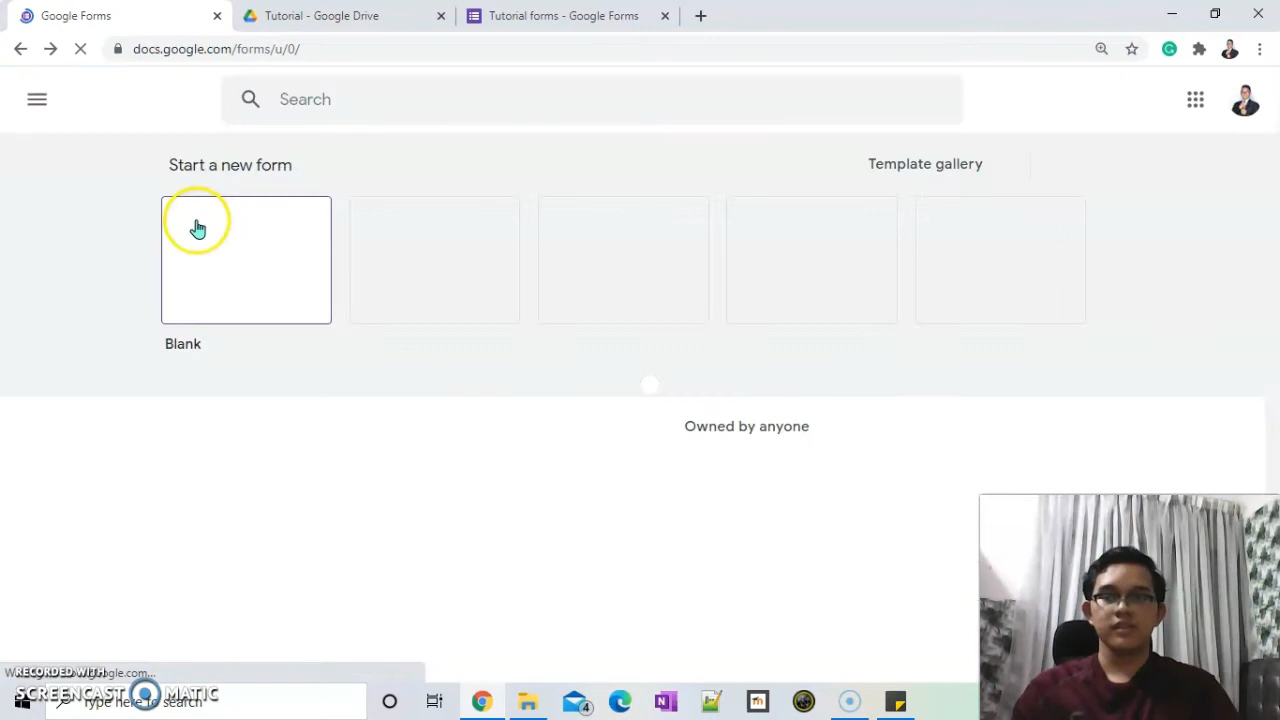 Google Forms
Tutorial - Google Drive
Tutorial forms - Google Forms
docs.google.com/forms/u/0/
Search
Start a new form
Template gallery
Blank
Owned by anyone
RECORDED WITH
SCREENCAST MATIC
Type here to search
4